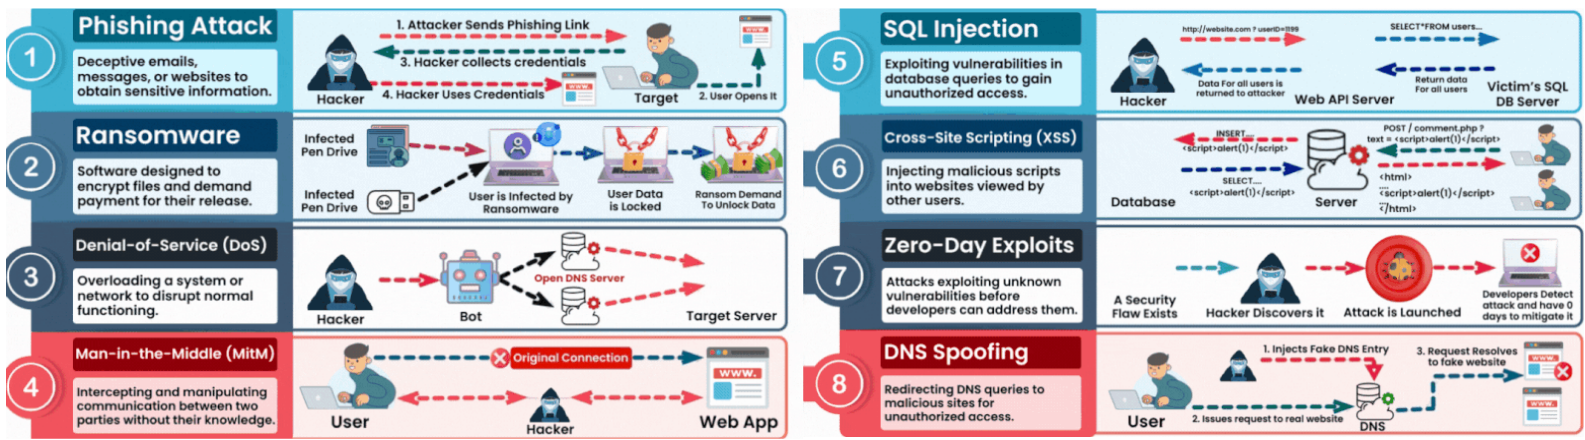 1
Phishing Attack
Deceptive emails,
messages, or websites to
obtain sensitive information.
1. Attacker Sends Phishing Link
3. Hacker collects credentials
4. Hacker Uses Credentials
Hacker
WWW.
Target
WWW.
2. User Opens It
2
Ransomware
Software designed to
encrypt files and demand
payment for their release.
Infected
Pen Drive
Infected
Pen Drive
User is Infected by
Ransomware
User Data
is Locked
Ransom Demand
To Unlock Data
3
Denial-of-Service (DoS)
Overloading a system or
network to disrupt normal
functioning.
Hacker
Bot
Open DNS Server
Target Server
4
Man-in-the-Middle (MitM)
Intercepting and manipulating
communication between two
parties without their knowledge.
Original Connection
User
Hacker
WWW.
Web App
5
SQL Injection
Exploiting vulnerabilities in
database queries to gain
unauthorized access.
Hacker
http://website.com ? userID=1199
Data For all users is
returned to attacker
Web API Server
SELECT*FROM users...
Return data
For all users
Victim's SQL
DB Server
6
Cross-Site Scripting (XSS)
Injecting malicious scripts
into websites viewed by
other users.
Database
INSERT....
<script>alert(1)</script>
SELECT....
<script>alert(1)</script>
Server
POST / comment.php ?
text = <script>alert(1)</script>
<html>
....
<script>alert(1)</script>
....
</html>
7
Zero-Day Exploits
Attacks exploiting unknown
vulnerabilities before
developers can address them.
A Security
Flaw Exists
Hacker Discovers it
Attack is Launched
Developers Detect
attack and have 0
days to mitigate it
8
DNS Spoofing
Redirecting DNS queries to
malicious sites for
unauthorized access.
1. Injects Fake DNS Entry
User
2. Issues request to real website
DNS
3. Request Resolves
to fake website
WWW.
WWW.